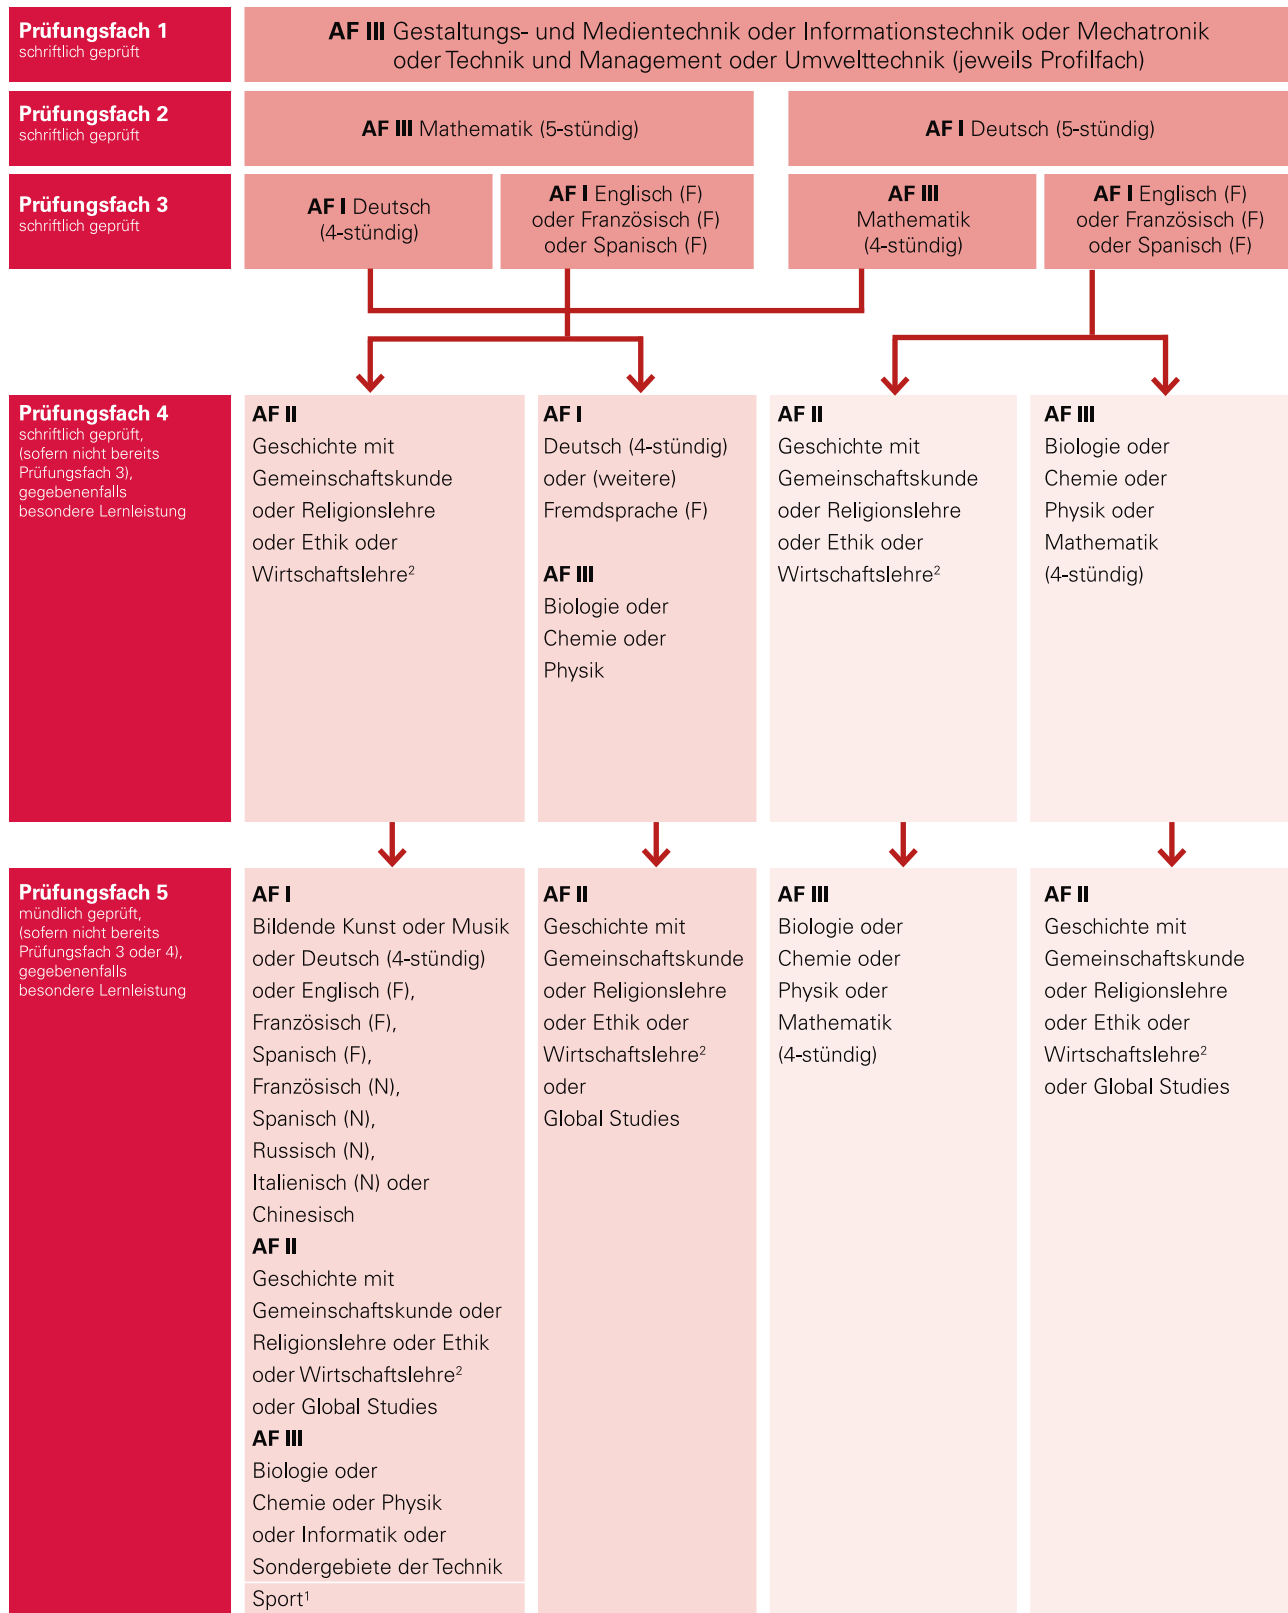 Prüfungsfach 1
schriftlich geprüft
AF III Gestaltungs- und Medientechnik oder Informationstechnik oder Mechatronik
oder Technik und Management oder Umwelttechnik (jeweils Profilfach)
Prüfungsfach 2
schriftlich geprüft
AF III Mathematik (5-stündig)
AF I Deutsch (5-stündig)
Prüfungsfach 3
schriftlich geprüft
AF I Deutsch
(4-stündig)
AF I Englisch (F)
oder Französisch (F)
oder Spanisch (F)
AF III
Mathematik
(4-stündig)
AF I Englisch (F)
oder Französisch (F)
oder Spanisch (F)
Prüfungsfach 4
schriftlich geprüft,
(sofern nicht bereits
Prüfungsfach 3),
gegebenenfalls
besondere Lernleistung
AF II
Geschichte mit
Gemeinschaftskunde
oder Religionslehre
oder Ethik oder
Wirtschaftslehre²
AF I
Deutsch (4-stündig)
oder (weitere)
Fremdsprache (F)
AF III
Biologie oder
Chemie oder
Physik
AF II
Geschichte mit
Gemeinschaftskunde
oder Religionslehre
oder Ethik oder
Wirtschaftslehre²
AF III
Biologie oder
Chemie oder
Physik oder
Mathematik
(4-stündig)
Prüfungsfach 5
mündlich geprüft,
(sofern nicht bereits
Prüfungsfach 3 oder 4),
gegebenenfalls
besondere Lernleistung
AF I
Bildende Kunst oder Musik
oder Deutsch (4-stündig)
oder Englisch (F),
Französisch (F),
Spanisch (F),
Französisch (N),
Spanisch (N),
Russisch (N),
Italienisch (N) oder
Chinesisch
AF II
Geschichte mit
Gemeinschaftskunde oder
Religionslehre oder Ethik
oder Wirtschaftslehre²
oder Global Studies
AF III
Biologie oder
Chemie oder Physik
oder Informatik oder
Sondergebiete der Technik
Sport¹
AF II
Geschichte mit
Gemeinschaftskunde
oder Religionslehre
oder Ethik oder
Wirtschaftslehre²
oder
Global Studies
AF III
Biologie oder
Chemie oder
Physik oder
Mathematik
(4-stündig)
AF II
Geschichte mit
Gemeinschaftskunde
oder Religionslehre
oder Ethik oder
Wirtschaftslehre²
oder Global Studies